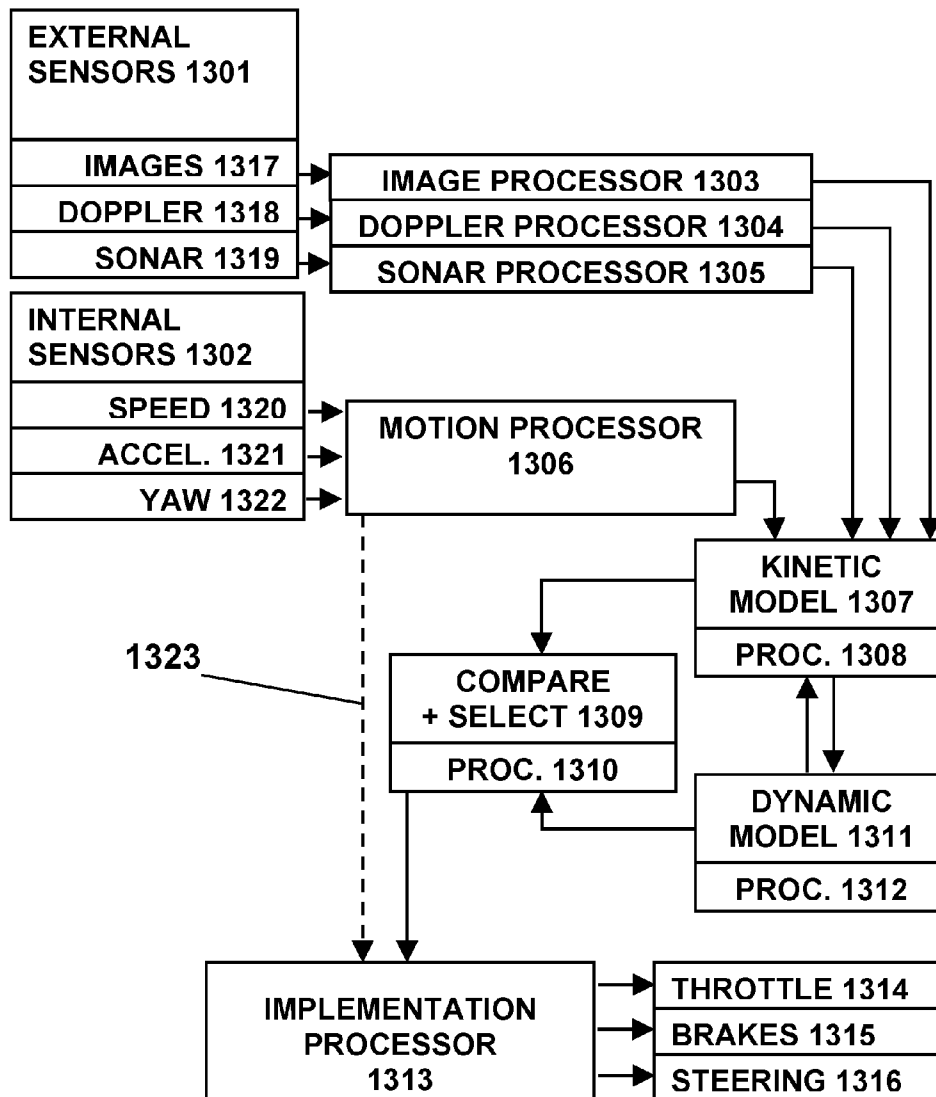 EXTERNAL
SENSORS 1301
IMAGES 1317
DOPPLER 1318
SONAR 1319
IMAGE PROCESSOR 1303
DOPPLER PROCESSOR 1304
SONAR PROCESSOR 1305
INTERNAL
SENSORS 1302
SPEED 1320
ACCEL. 1321
YAW 1322
MOTION PROCESSOR
1306
KINETIC
MODEL 1307
PROC. 1308
1323
COMPARE
+ SELECT 1309
PROC. 1310
DYNAMIC
MODEL 1311
PROC. 1312
IMPLEMENTATION
PROCESSOR
1313
THROTTLE 1314
BRAKES 1315
STEERING 1316